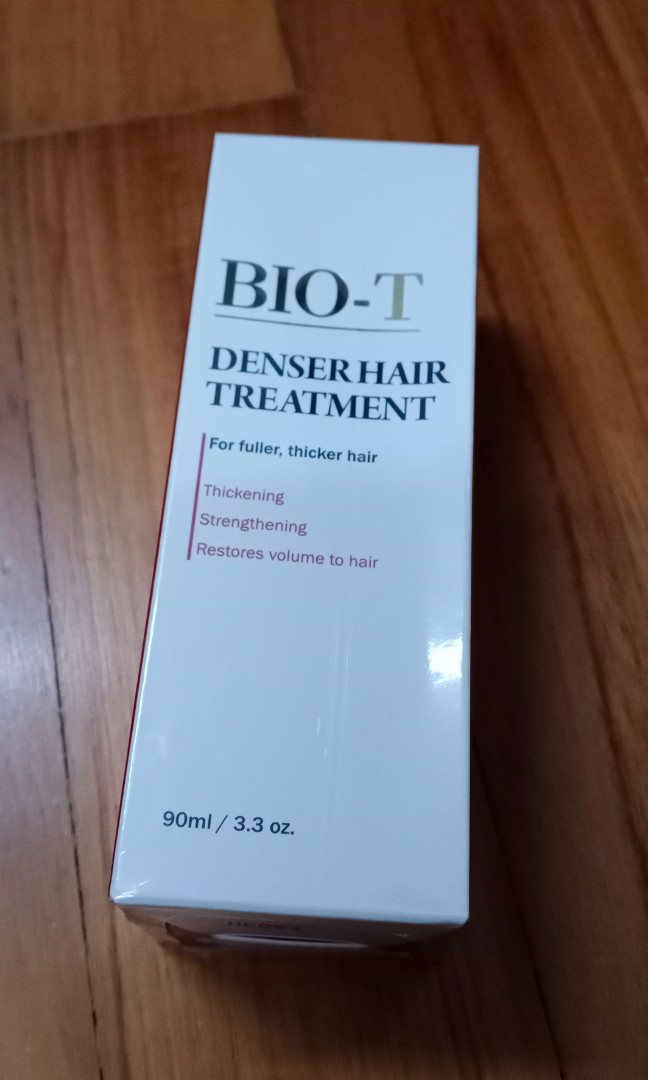 BIO-T
DENSER HAIR
TREATMENT
For fuller, thicker hair
Thickening
Strengthening
Restores volume to hair
90ml / 3.3 oz.